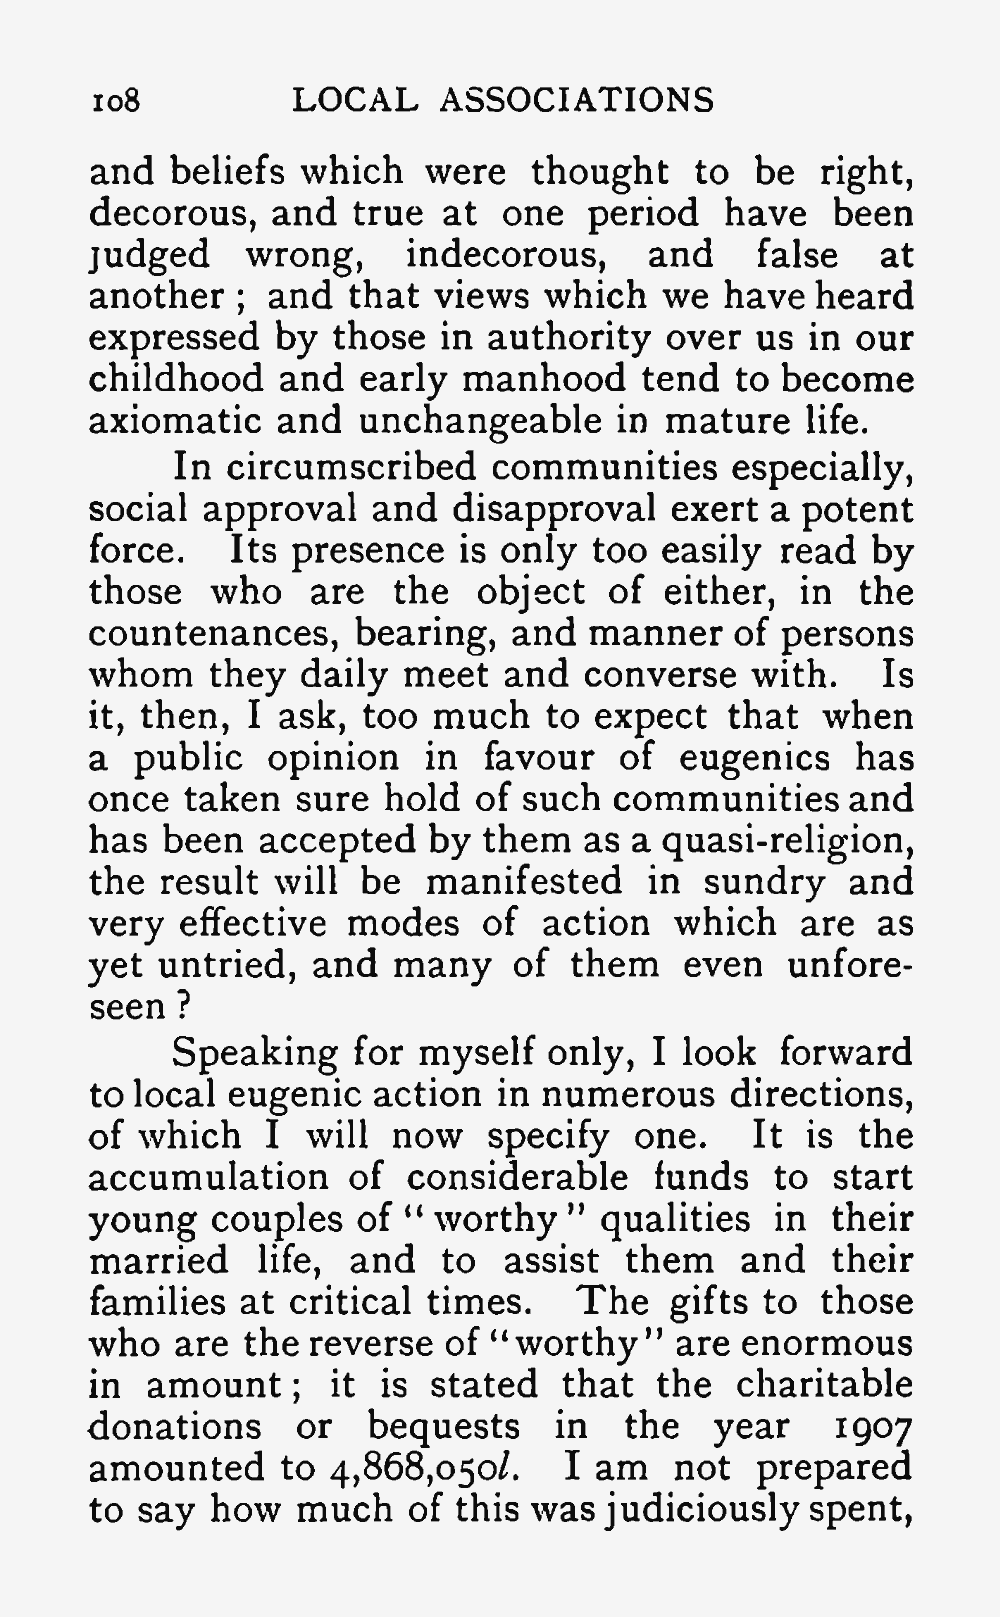 108 LOCAL ASSOCIATIONS
and beliefs which were thought to be right,
decorous, and true at one period have been
judged wrong, indecorous, and false at
another ; and that views which we have heard
expressed by those in authority over us in our
childhood and early manhood tend to become
axiomatic and unchangeable in mature life.
In circumscribed communities especially,
social approval and disapproval exert a potent
force. Its presence is only too easily read by
those who are the object of either, in the
countenances, bearing, and manner of persons
whom they daily meet and converse with. Is
it, then, I ask, too much to expect that when
a public opinion in favour of eugenics has
once taken sure hold of such communities and
has been accepted by them as a quasi-religion,
the result will be manifested in sundry and
very effective modes of action which are as
yet untried, and many of them even unfore-
seen ?
Speaking for myself only, I look forward
to local eugenic action in numerous directions,
of which I will now specify one. It is the
accumulation of considerable funds to start
young couples of " worthy " qualities in their
married life, and to assist them and their
families at critical times. The gifts to those
who are the reverse of "worthy" are enormous
in amount ; it is stated that the charitable
donations or bequests in the year 1907
amounted to 4,868,050l. I am not prepared
to say how much of this was judiciously spent,